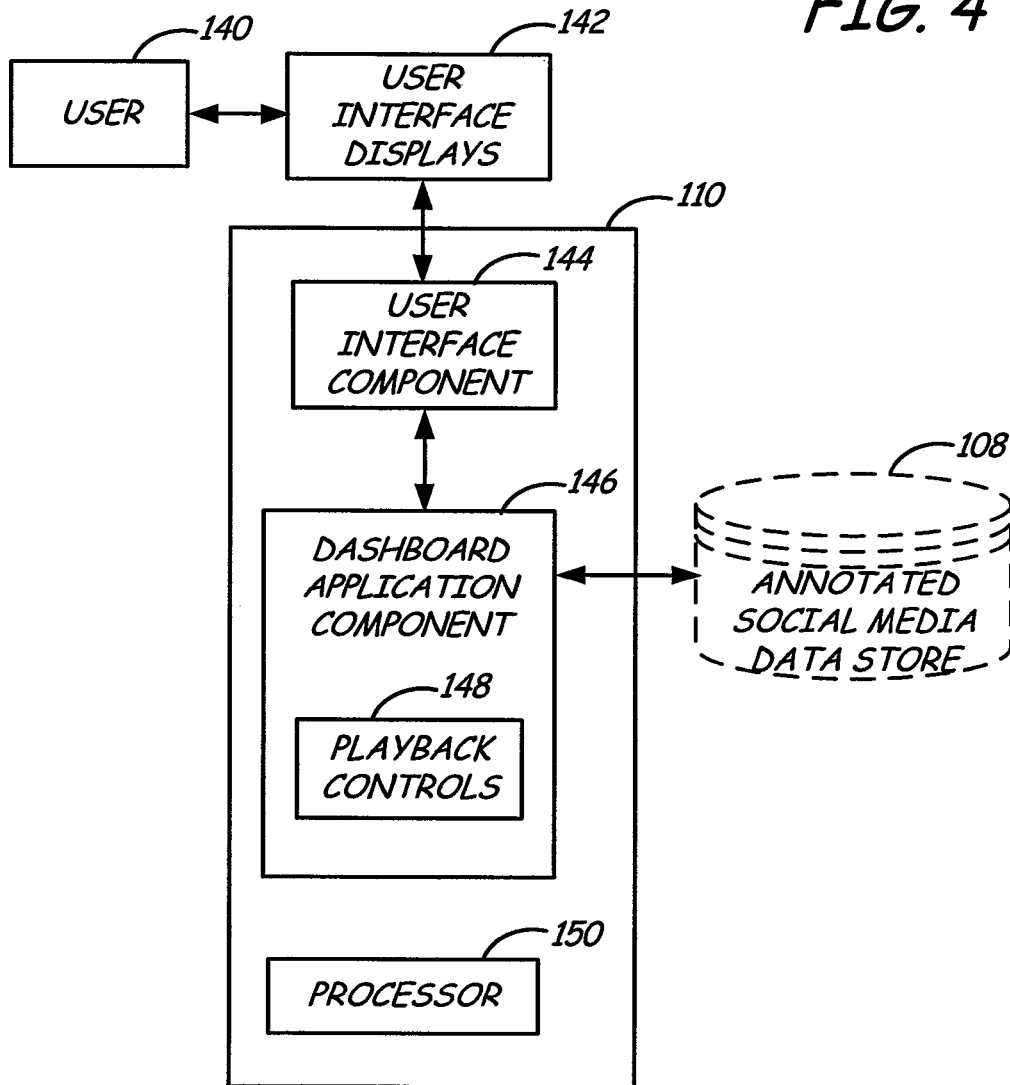 FIG. 4
140
142
USER
USER
INTERFACE
DISPLAYS
110
144
USER
INTERFACE
COMPONENT
108
146
DASHBOARD
APPLICATION
COMPONENT
ANNOTATED
SOCIAL MEDIA
DATA STORE
148
PLAYBACK
CONTROLS
150
PROCESSOR